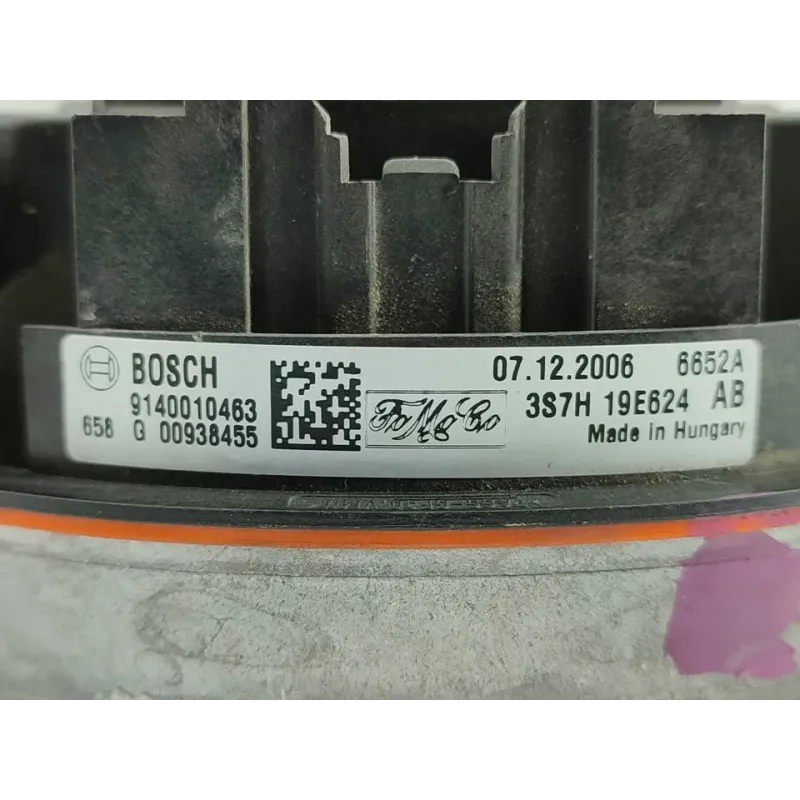 BOSCH
07.12.2006 6652A
9140010463
FoMoCo
3S7H 19E624 AB
658 G 00938455
Made in Hungary